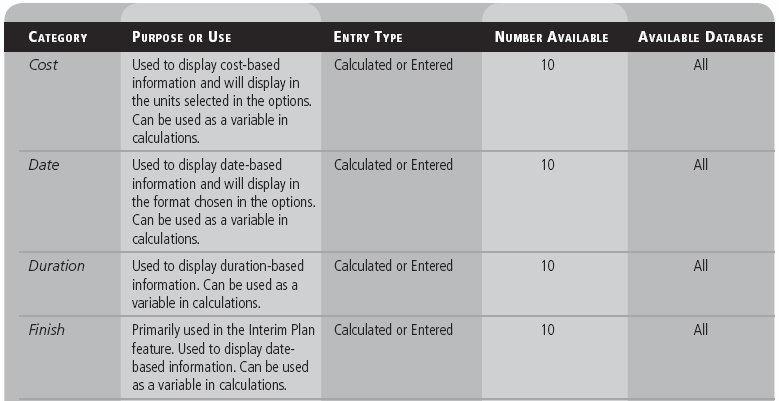 CATEGORY PURPOSE OR USE ENTRY TYPE NUMBER AVAILABLE AVAILABLE DATABASE
Cost Used to display cost-based Calculated or Entered 10 All
information and will display in
the units selected in the options.
Can be used as a variable in
calculations.
Date Used to display date-based Calculated or Entered 10 All
information and will display in
the format chosen in the options.
Can be used as a variable in
calculations.
Duration Used to display duration-based Calculated or Entered 10 All
information. Can be used as a
variable in calculations.
Finish Primarily used in the Interim Plan Calculated or Entered 10 All
feature. Used to display date-
based information. Can be used
as a variable in calculations.